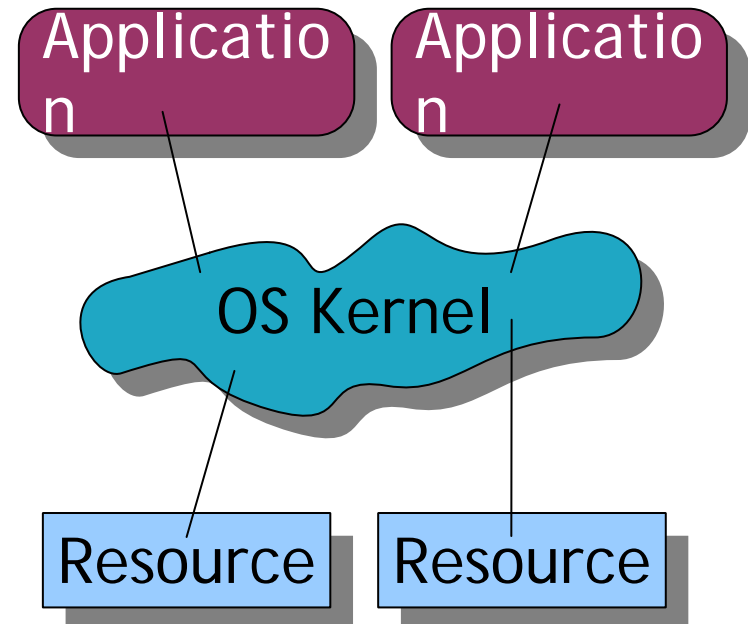 Applicatio
n
Applicatio
n
OS Kernel
Resource
Resource